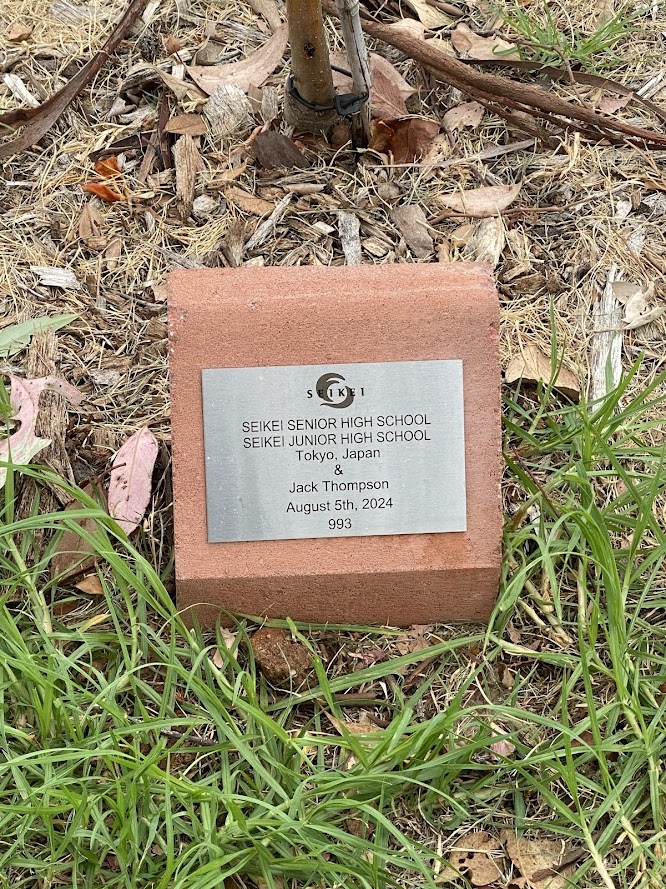 SEIKEI
SEIKEI SENIOR HIGH SCHOOL
SEIKEI JUNIOR HIGH SCHOOL
Tokyo, Japan
&
Jack Thompson
August 5th, 2024
993